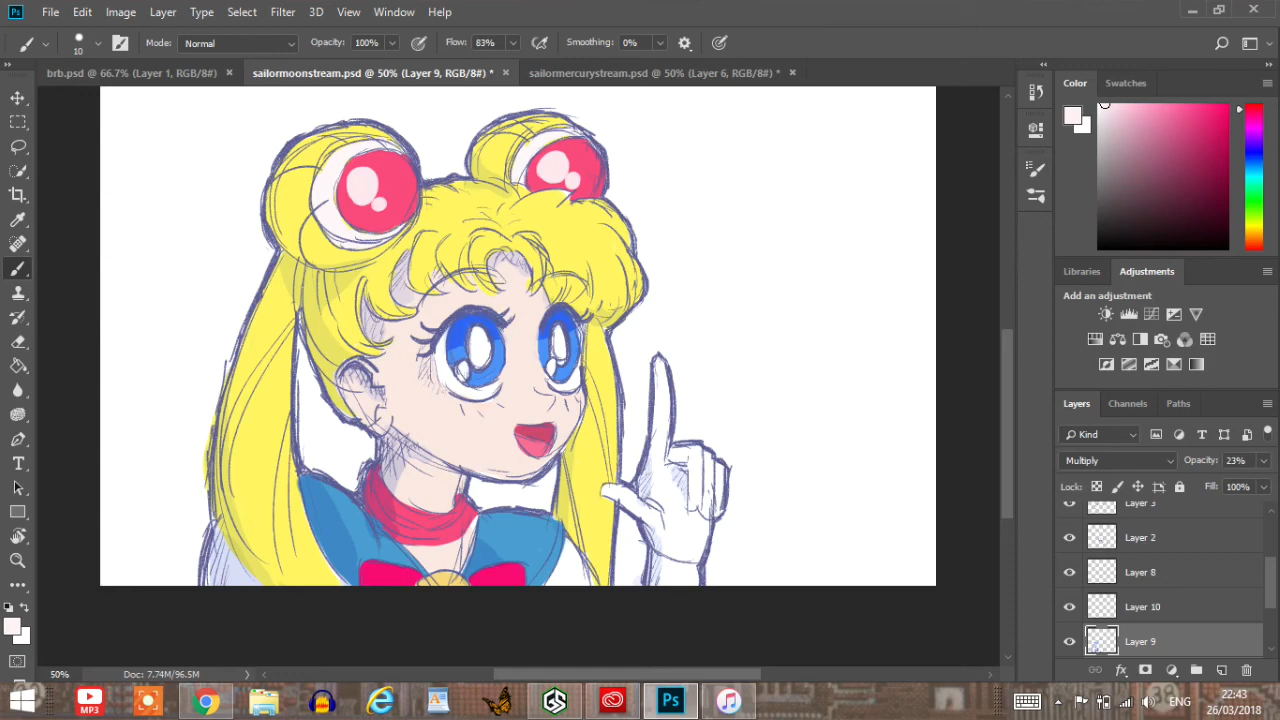 Ps File Edit Image Layer Type Select Filter 3D View Window Help
10 Mode: Normal Opacity: 100% Flow: 83% Smoothing: 0%
brb.psd @ 66.7% (Layer 1, RGB/8#) sailormoonstream.psd @ 50% (Layer 9, RGB/8#) * sailormercurystream.psd @ 50% (Layer 6, RGB/8#) *
Color Swatches
Libraries Adjustments
Add an adjustment
Layers Channels Paths
Kind
Multiply Opacity: 23%
Lock: Fill: 100%
Layer 3
Layer 2
Layer 8
Layer 10
Layer 9
50% Doc: 7.74M/96.5M
MP3
Ps
22:43
26/03/2018